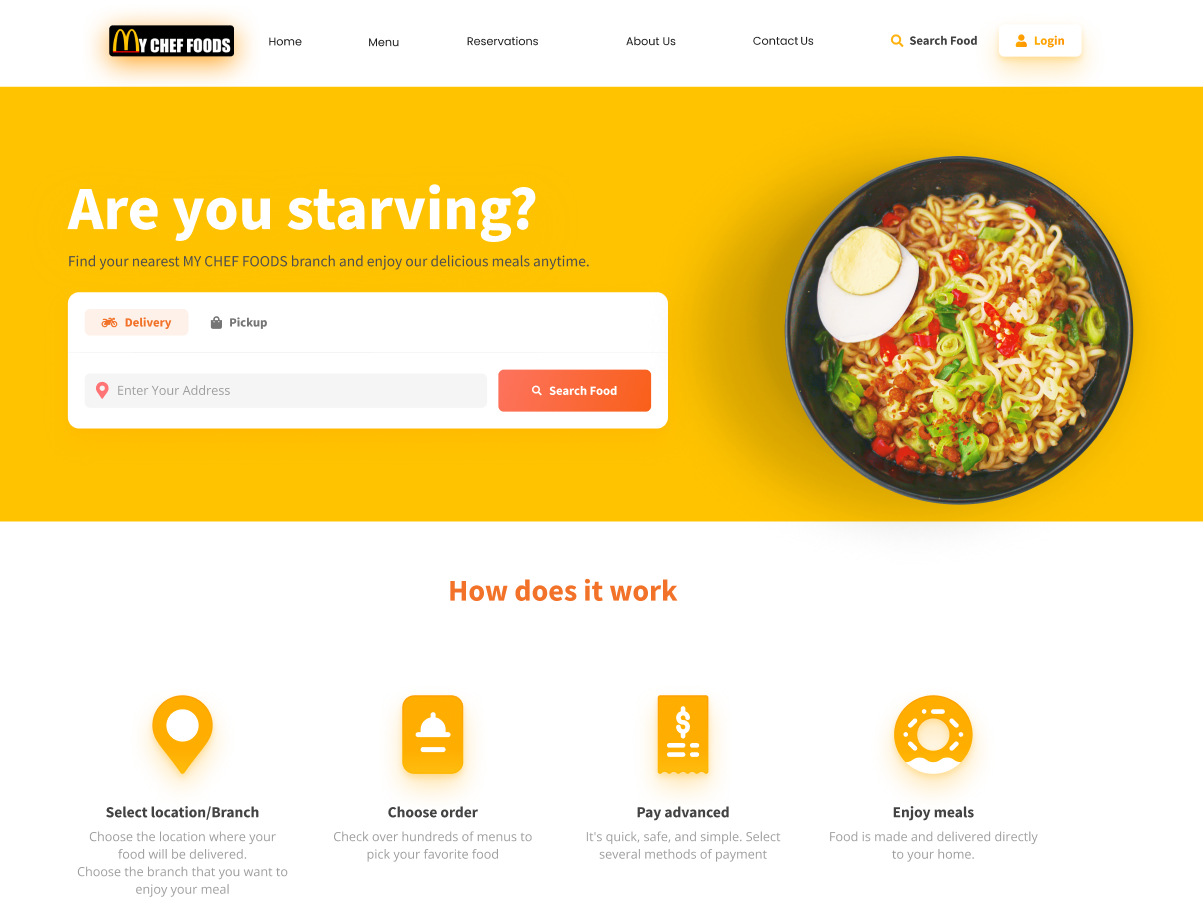 MY CHEF FOODS
Home
Menu
Reservations
About Us
Contact Us
Search Food
Login
Are you starving?
Find your nearest MY CHEF FOODS branch and enjoy our delicious meals anytime.
Delivery
Pickup
Enter Your Address
Search Food
How does it work
Select location/Branch
Choose the location where your
food will be delivered.
Choose the branch that you want to
enjoy your meal
Choose order
Check over hundreds of menus to
pick your favorite food
$
Pay advanced
It's quick, safe, and simple. Select
several methods of payment
Enjoy meals
Food is made and delivered directly
to your home.